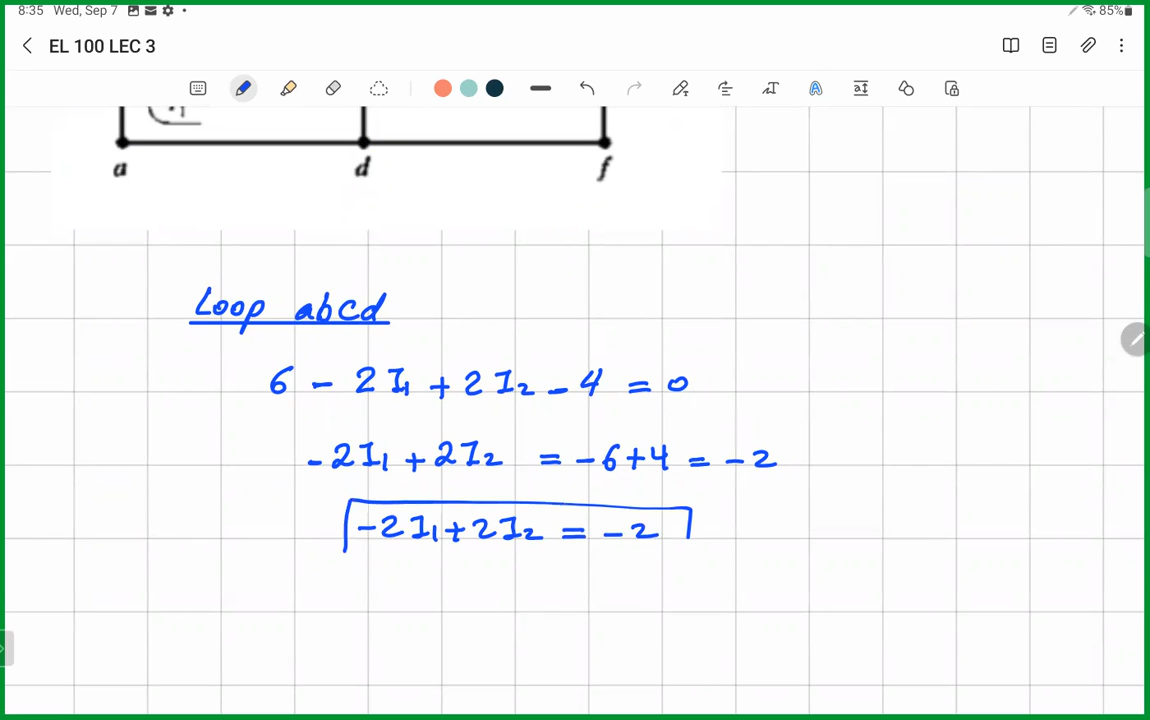 8:35 Wed, Sep 7 85%
EL 100 LEC 3
a d f
Loop abcd
6 - 2I₁ + 2I₂ - 4 = 0
-2I₁ + 2I₂ = -6+4 = -2
-2I₁ + 2I₂ = -2